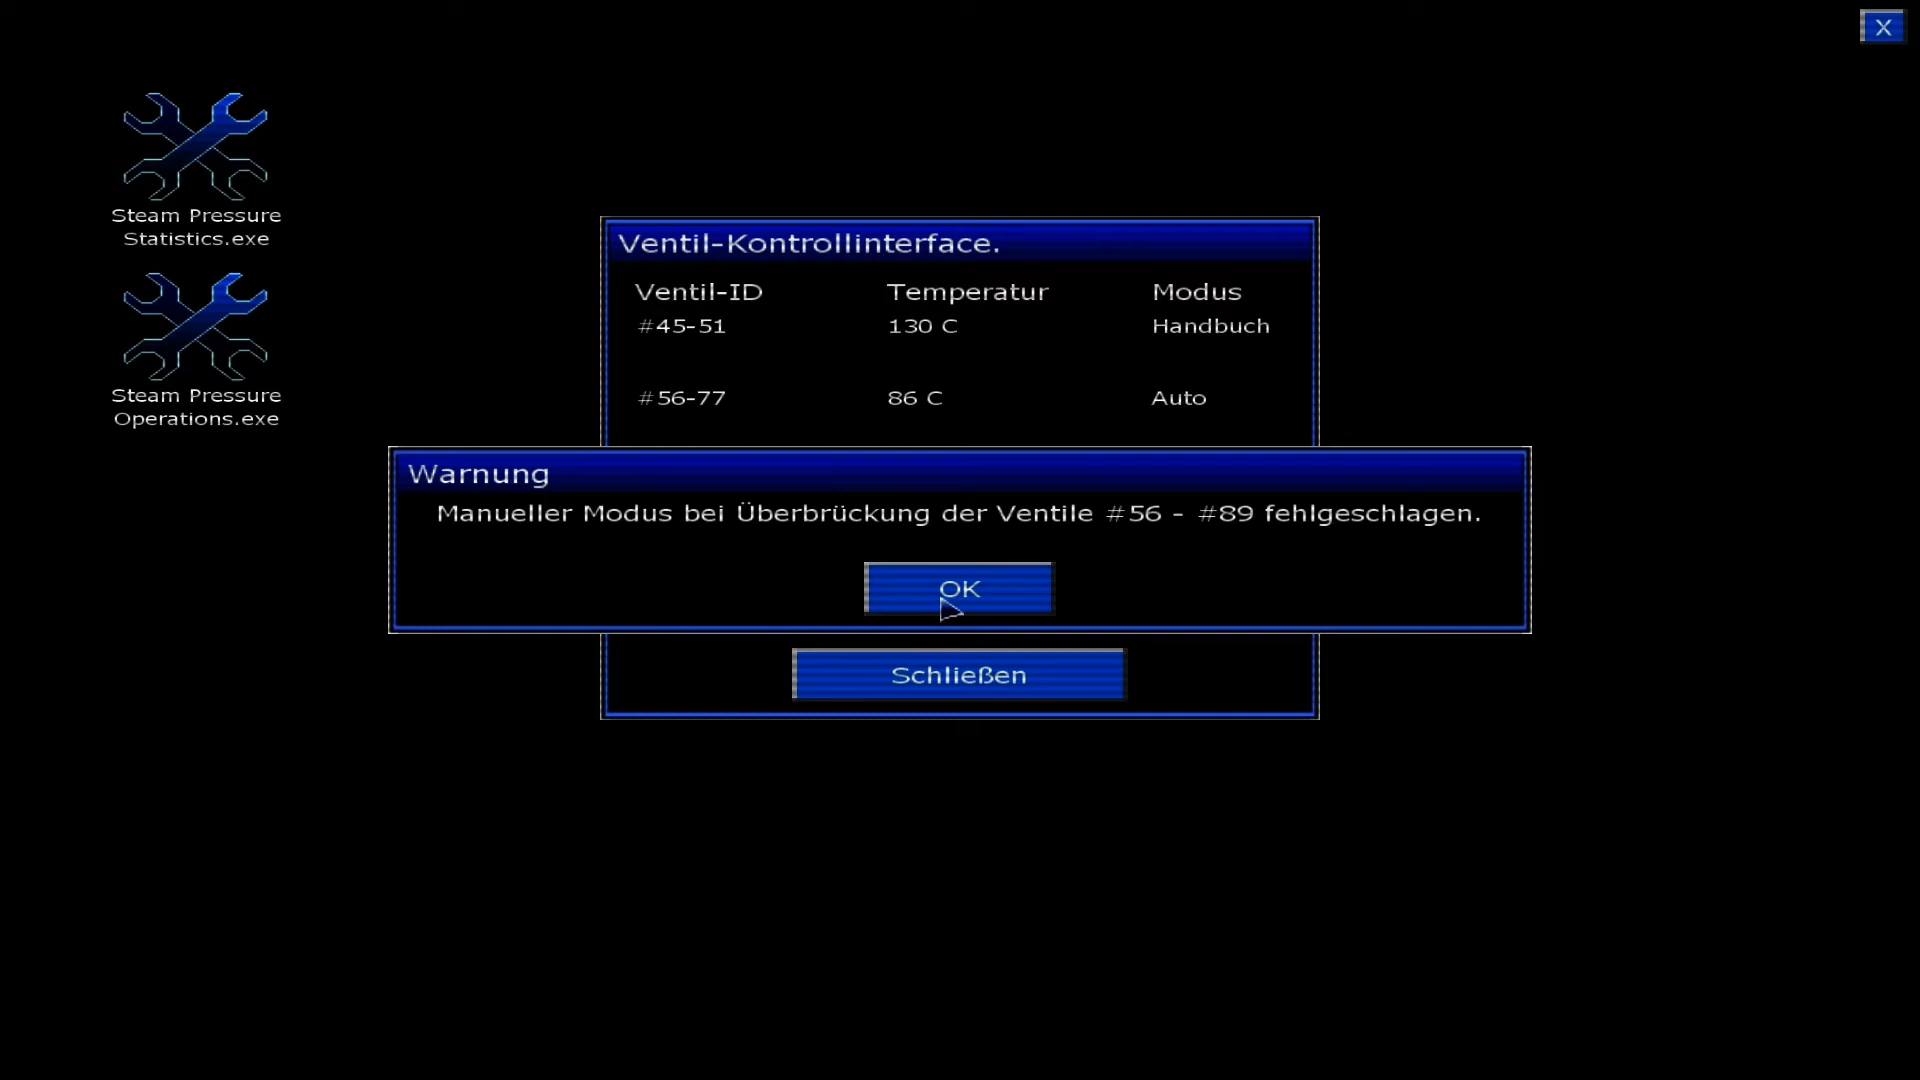 X
Steam Pressure
Statistics.exe
Steam Pressure
Operations.exe
Ventil-Kontrollinterface.
Ventil-ID Temperatur Modus
#45-51 130 C Handbuch
#56-77 86 C Auto
Warnung
Manueller Modus bei Überbrückung der Ventile #56 - #89 fehlgeschlagen.
OK
Schließen